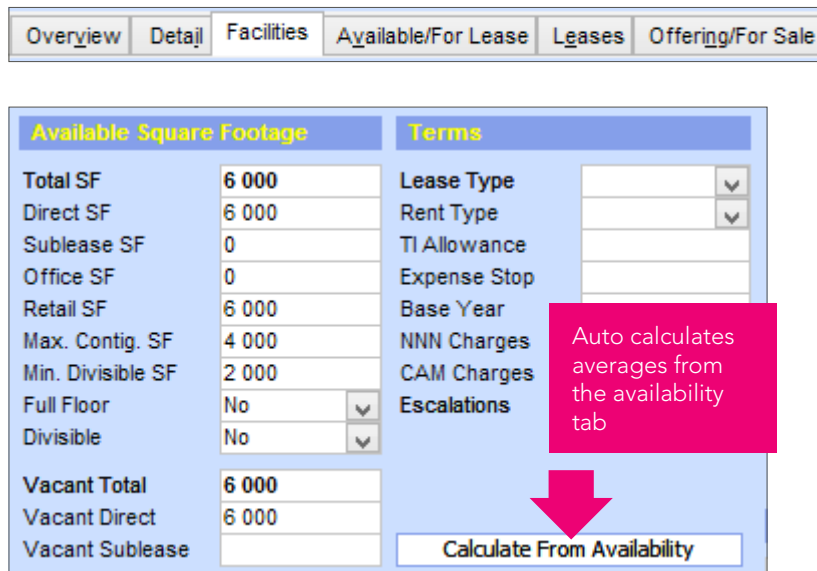 Overview Detail Facilities Available/For Lease Leases Offering/For Sale
Available Square Footage
Total SF 6 000
Direct SF 6 000
Sublease SF 0
Office SF 0
Retail SF 6 000
Max. Contig. SF 4 000
Min. Divisible SF 2 000
Full Floor No
Divisible No
Vacant Total 6 000
Vacant Direct 6 000
Vacant Sublease
Terms
Lease Type
Rent Type
TI Allowance
Expense Stop
Base Year
NNN Charges
CAM Charges
Escalations
Auto calculates
averages from
the availability
tab
Calculate From Availability